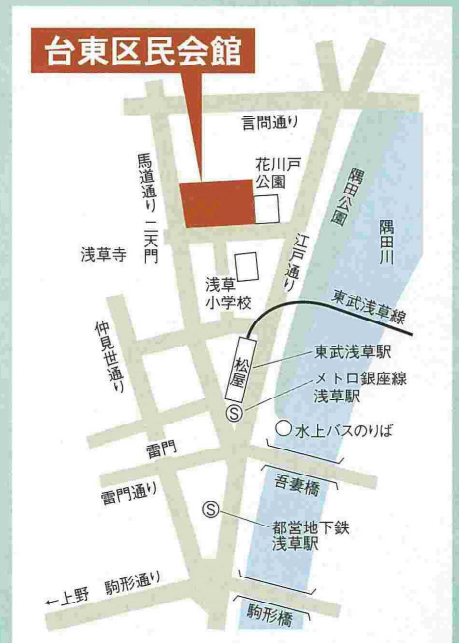 台東区民会館
言問通り
馬道通り
二天門
花川戸
公園
隅田公園
隅田川
江戸通り
浅草寺
浅草
小学校
東武浅草線
仲見世通り
松屋
東武浅草駅
メトロ銀座線
浅草駅
Ⓢ
水上バスのりば
雷門
雷門通り
吾妻橋
Ⓢ
都営地下鉄
浅草駅
←上野 駒形通り
駒形橋